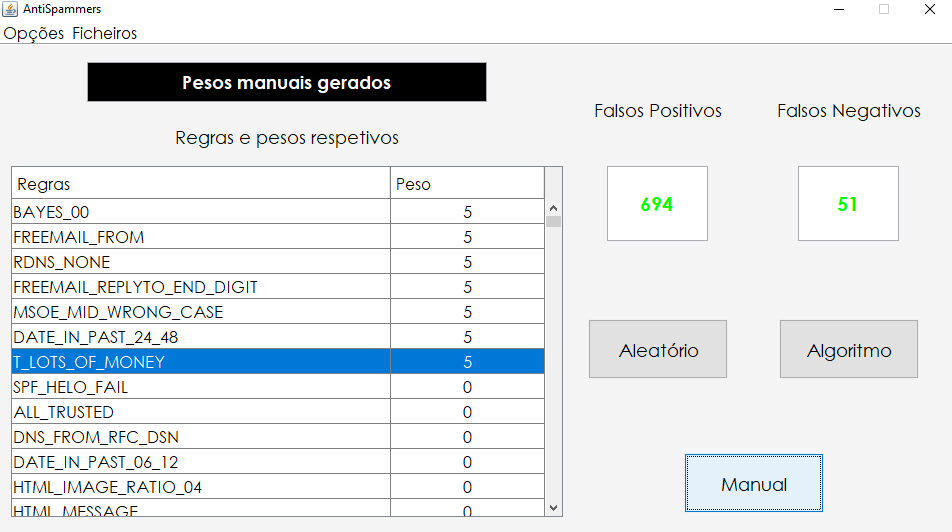 AntiSpammers
Opções Ficheiros
Pesos manuais gerados
Regras e pesos respetivos
Falsos Positivos
Falsos Negativos
694
51
Regras Peso
BAYES_00 5
FREEMAIL_FROM 5
RDNS_NONE 5
FREEMAIL_REPLYTO_END_DIGIT 5
MSOE_MID_WRONG_CASE 5
DATE_IN_PAST_24_48 5
T_LOTS_OF_MONEY 5
SPF_HELO_FAIL 0
ALL_TRUSTED 0
DNS_FROM_RFC_DSN 0
DATE_IN_PAST_06_12 0
HTML_IMAGE_RATIO_04 0
HTML_MESSAGE 0
Aleatório
Algoritmo
Manual